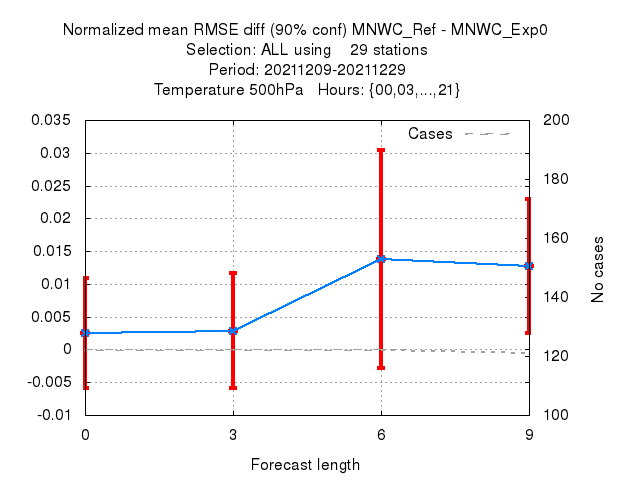 Normalized mean RMSE diff (90% conf) MNWC_Ref - MNWC_Exp0
Selection: ALL using    29 stations
Period: 20211209-20211229
Temperature 500hPa   Hours: {00,03,...,21}
Cases
0.035
0.03
0.025
0.02
0.015
0.01
0.005
0
-0.005
-0.01
200
180
160
140
120
100
No cases
0
3
6
9
Forecast length